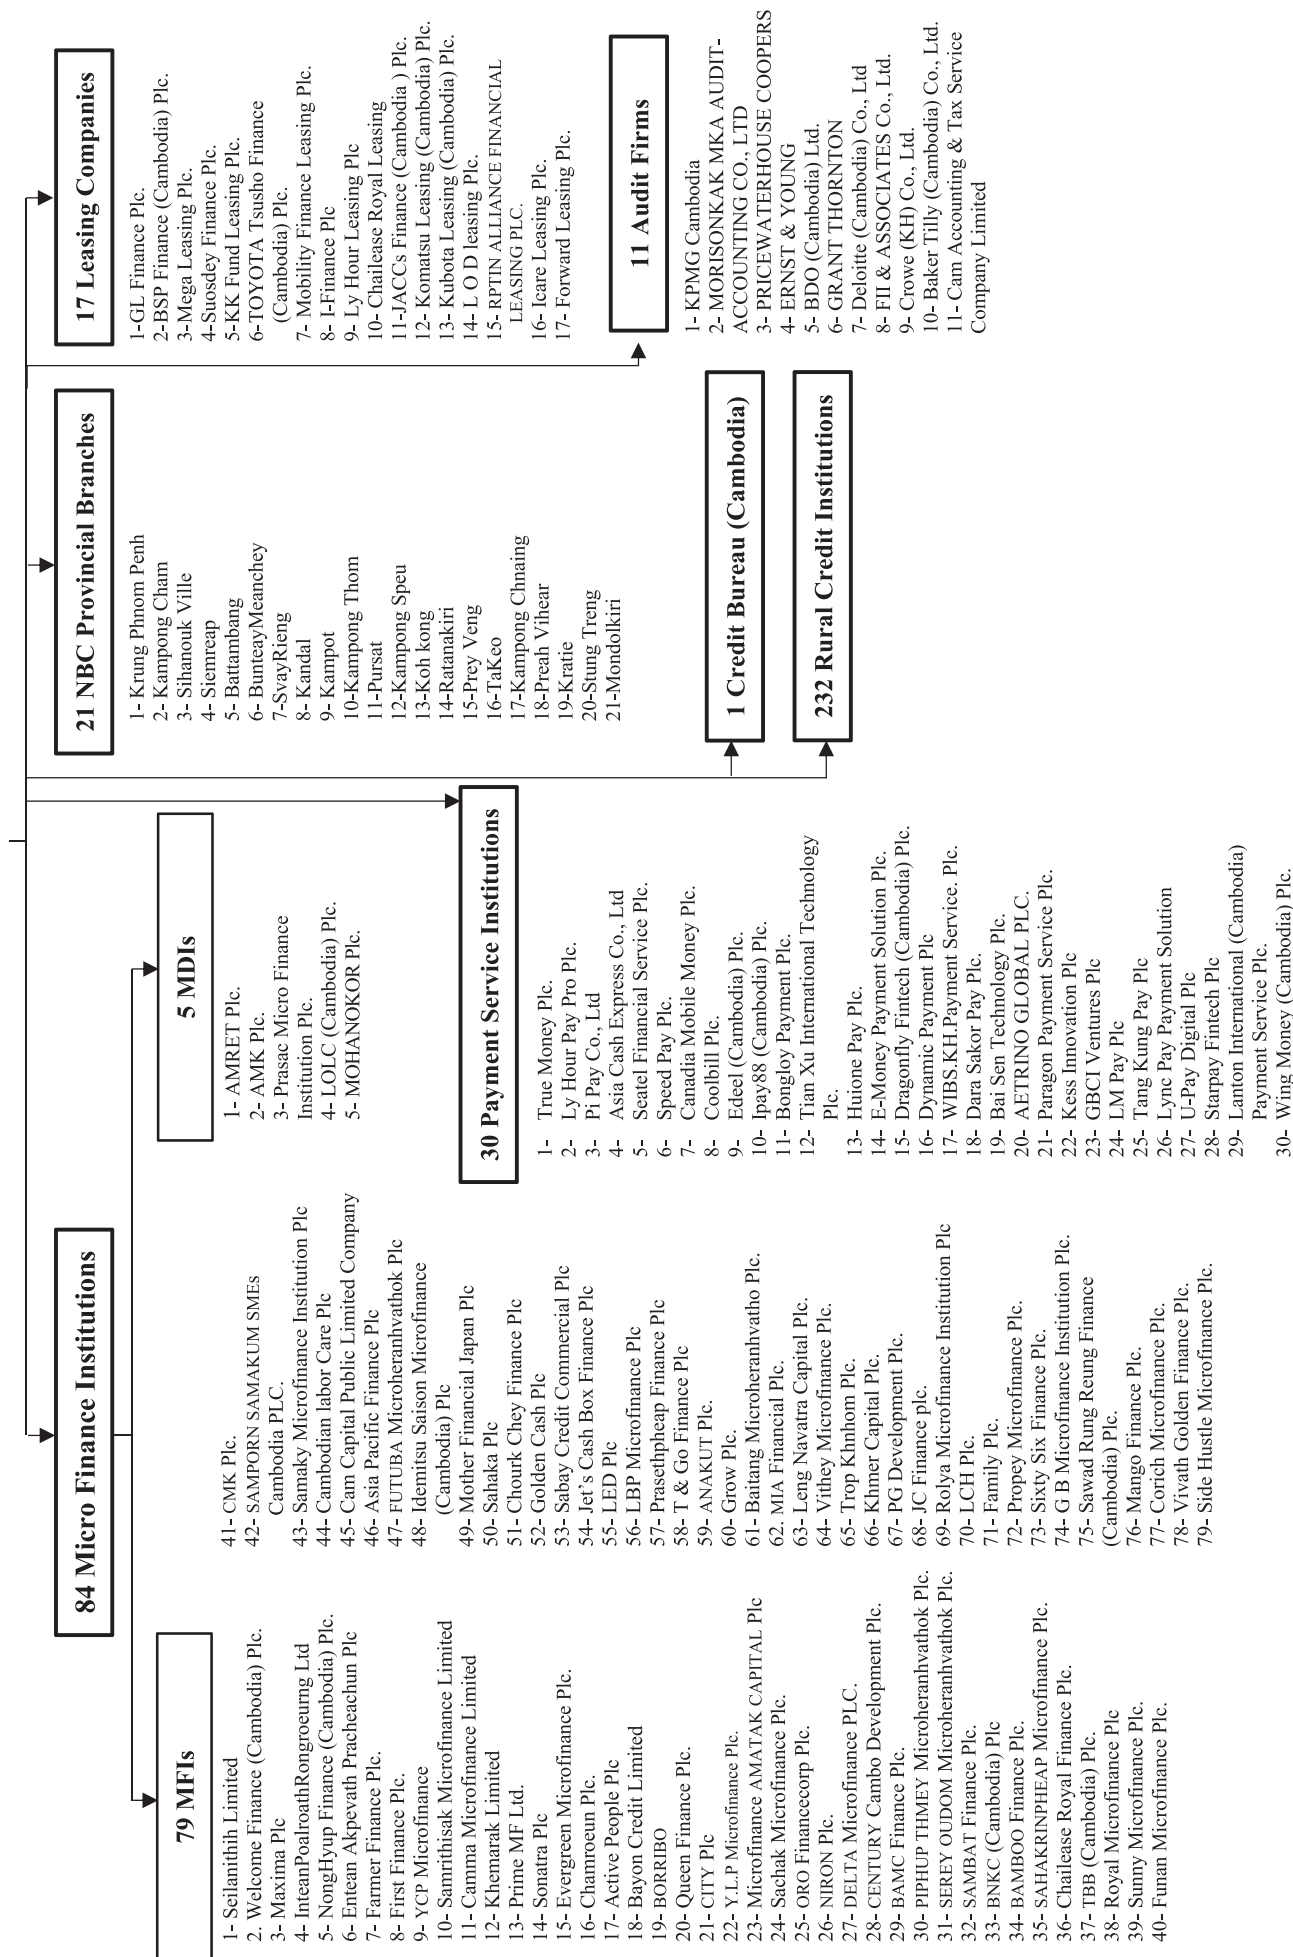 84 Micro Finance Institutions
79 MFIs
1- Seilanithih Limited
2. Welcome Finance (Cambodia) Plc.
3- Maxima Plc
4- InteanPoalroathRongroeurng Ltd
5- NongHyup Finance (Cambodia) Plc.
6- Entean Akpevath Pracheachun Plc
7- Farmer Finance Plc.
8- First Finance Plc.
9- YCP Microfinance
10- Samrithisak Microfinance Limited
11- Camma Microfinance Limited
12- Khemarak Limited
13- Prime MF Ltd.
14- Sonatra Plc
15- Evergreen Microfinance Plc.
16- Chamroeun Plc.
17- Active People Plc.
18- Bayon Credit Limited
19- BORRIBO
20- Queen Finance Plc.
21- CITY Plc
22- Y.L.P Microfinance Plc.
23- Microfinance AMATAK CAPITAL Plc
24- Sachak Microfinance Plc.
25- ORO Financecorp Plc.
26- NIRON Plc.
27- DELTA Microfinance PLC.
28- CENTURY Cambo Development Plc.
29- BAMC Finance Plc.
30- PIPHUP THMEY Microheranhvathok Plc.
31- SEREY OUDOM Microheranhvathok Plc.
32- SAMBAT Finance Plc.
33- BNKC (Cambodia) Plc
34- BAMBOO Finance Plc.
35- SAHAKRINPHEAP Microfinance Plc.
36- Chailease Royal Finance Plc.
37- TBB (Cambodia) Plc.
38- Royal Microfinance Plc
39- Sunny Microfinance Plc.
40- Funan Microfinance Plc.
41- CMK Plc.
42- SAMPORN SAMAKUM SMEs
Cambodia PLC.
43- Samaky Microfinance Institution Plc
44- Cambodian labor Care Plc
45- Cam Capital Public Limited Company
46- Asia Pacific Finance Plc
47- FUTUBA Microheranhvathok Plc
48- Idemitsu Saison Microfinance
(Cambodia) Plc
49- Mother Financial Japan Plc
50- Sahaka Plc
51- Chourk Chey Finance Plc
52- Golden Cash Plc
53- Sabay Credit Commercial Plc
54- Jet's Cash Box Finance Plc
55- LED Plc
56- LBP Microfinance Plc
57- Prasethpheap Finance Plc
58- T & Go Finance Plc
59- ANAKUT Plc.
60- Grow Plc.
61- Baitang Microheranhvatho Plc.
62. MIA Financial Plc.
63- Leng Navatra Capital Plc.
64- Vithey Microfinance Plc.
65- Trop Khnhom Plc.
66- Khmer Capital Plc.
67- PG Development Plc.
68- JC Finance plc.
69- Rolya Microfinance Institution Plc
70- LCH Plc.
71- Family Plc.
72- Propey Microfinance Plc.
73- Sixty Six Finance Plc.
74- G B Microfinance Institution Plc.
75- Sawad Rung Reung Finance
(Cambodia) Plc.
76- Mango Finance Plc.
77- Corich Microfinance Plc.
78- Vivath Golden Finance Plc.
79- Side Hustle Microfinance Plc.
5 MDIs
1- AMRET Plc.
2- AMK Plc.
3- Prasac Micro Finance
Institution Plc.
4- LOLC (Cambodia) Plc.
5- MOHANOKOR Plc.
30 Payment Service Institutions
1- True Money Plc.
2- Ly Hour Pay Pro Plc.
3- Pi Pay Co., Ltd
4- Asia Cash Express Co., Ltd
5- Seatel Financial Service Plc.
6- Speed Pay Plc.
7- Canadia Mobile Money Plc.
8- Coolbill Plc.
9- Edeel (Cambodia) Plc.
10- Ipay88 (Cambodia) Plc.
11- Bongloy Payment Plc.
12- Tian Xu International Technology
Plc.
13- Huione Pay Plc.
14- E-Money Payment Solution Plc.
15- Dragonfly Fintech (Cambodia) Plc.
16- Dynamic Payment Plc
17- WIBS.KH.Payment Service. Plc.
18- Dara Sakor Pay Plc.
19- Bai Sen Technology Plc.
20- AETRINO GLOBAL PLC.
21- Paragon Payment Service Plc.
22- Kess Innovation Plc
23- GBCI Ventures Plc
24- LM Pay Plc
25- Tang Kung Pay Plc
26- Lync Pay Payment Solution
27- U-Pay Digital Plc
28- Starpay Fintech Plc
29- Lanton International (Cambodia)
Payment Service Plc.
30- Wing Money (Cambodia) Plc.
21 NBC Provincial Branches
1- Krung Phnom Penh
2- Kampong Cham
3- Sihanouk Ville
4- Siemreap
5- Battambang
6- BunteayMeanchey
7-SvayRieng
8- Kandal
9- Kampot
10-Kampong Thom
11-Pursat
12-Kampong Speu
13-Koh kong
14-Ratanakiri
15-Prey Veng
16-TaKeo
17-Kampong Chnaing
18-Preah Vihear
19-Kratie
20-Stung Treng
21-Mondolkiri
1 Credit Bureau (Cambodia)
232 Rural Credit Institutions
17 Leasing Companies
1-GL Finance Plc.
2-BSP Finance (Cambodia) Plc.
3-Mega Leasing Plc.
4-Suosdey Finance Plc.
5-KK Fund Leasing Plc.
6-TOYOTA Tsusho Finance
(Cambodia) Plc.
7- Mobility Finance Leasing Plc.
8- I-Finance Plc
9- Ly Hour Leasing Plc
10- Chailease Royal Leasing
11-JACCs Finance (Cambodia ) Plc.
12- Komatsu Leasing (Cambodia) Plc.
13- Kubota Leasing (Cambodia) Plc.
14- L O D leasing Plc.
15- RPTIN ALLIANCE FINANCIAL
LEASING PLC.
16- Icare Leasing Plc.
17- Forward Leasing Plc.
11 Audit Firms
1-KPMG Cambodia
2- MORISONKAK MKA AUDIT-
ACCOUNTING CO., LTD
3- PRICEWATERHOUSE COOPERS
4- ERNST & YOUNG
5- BDO (Cambodia) Ltd.
6- GRANT THORNTON
7- Deloitte (Cambodia) Co., Ltd
8- FII & ASSOCIATES Co., Ltd.
9- Crowe (KH) Co., Ltd.
10- Baker Tilly (Cambodia) Co., Ltd.
11- Cam Accounting & Tax Service
Company Limited